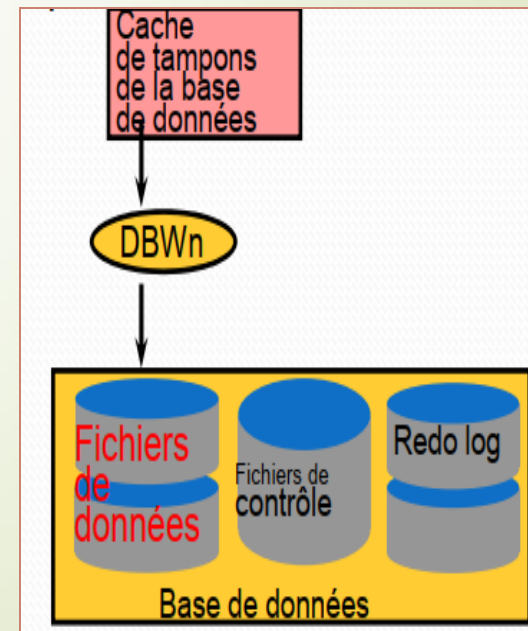 Cache
de tampons
de la base
de données
DBWn
Fichiers
de
données
Fichiers de
contrôle
Redo log
Base de données